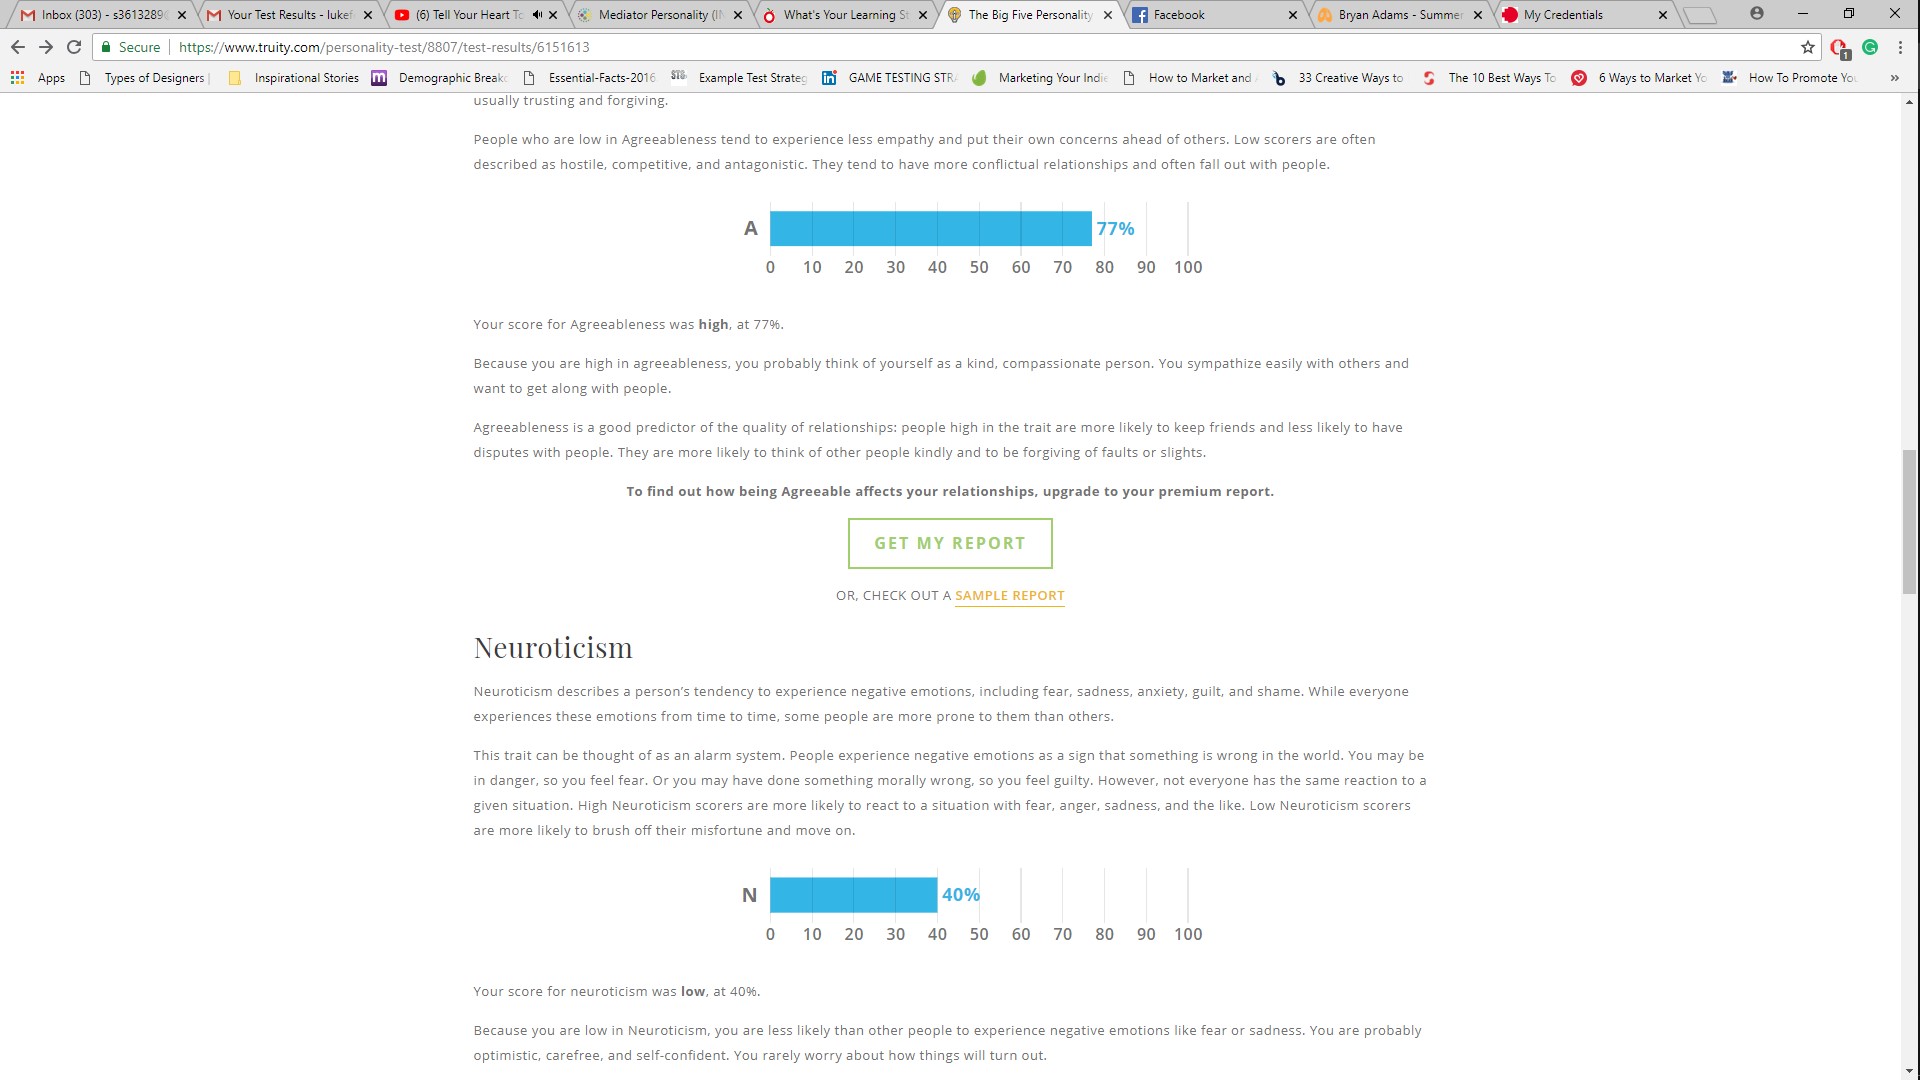 Inbox (303) - s3613289
Your Test Results - lukef
(6) Tell Your Heart To
Mediator Personality (I
What's Your Learning S
The Big Five Personality
Facebook
Bryan Adams - Summer
My Credentials
Secure https://www.truity.com/personality-test/8807/test-results/6151613
1
Apps
Types of Designers |
Inspirational Stories
Demographic Break
Essential-Facts-2016
Example Test Strateg
GAME TESTING STR
Marketing Your Indie
How to Market and
33 Creative Ways to
The 10 Best Ways To
6 Ways to Market Yo
How To Promote You
usually trusting and forgiving.
People who are low in Agreeableness tend to experience less empathy and put their own concerns ahead of others. Low scorers are often
described as hostile, competitive, and antagonistic. They tend to have more conflictual relationships and often fall out with people.
A 77%
0 10 20 30 40 50 60 70 80 90 100
Your score for Agreeableness was high, at 77%.
Because you are high in agreeableness, you probably think of yourself as a kind, compassionate person. You sympathize easily with others and
want to get along with people.
Agreeableness is a good predictor of the quality of relationships: people high in the trait are more likely to keep friends and less likely to have
disputes with people. They are more likely to think of other people kindly and to be forgiving of faults or slights.
To find out how being Agreeable affects your relationships, upgrade to your premium report.
GET MY REPORT
OR, CHECK OUT A SAMPLE REPORT
Neuroticism
Neuroticism describes a person’s tendency to experience negative emotions, including fear, sadness, anxiety, guilt, and shame. While everyone
experiences these emotions from time to time, some people are more prone to them than others.
This trait can be thought of as an alarm system. People experience negative emotions as a sign that something is wrong in the world. You may be
in danger, so you feel fear. Or you may have done something morally wrong, so you feel guilty. However, not everyone has the same reaction to a
given situation. High Neuroticism scorers are more likely to react to a situation with fear, anger, sadness, and the like. Low Neuroticism scorers
are more likely to brush off their misfortune and move on.
N 40%
0 10 20 30 40 50 60 70 80 90 100
Your score for neuroticism was low, at 40%.
Because you are low in Neuroticism, you are less likely than other people to experience negative emotions like fear or sadness. You are probably
optimistic, carefree, and self-confident. You rarely worry about how things will turn out.